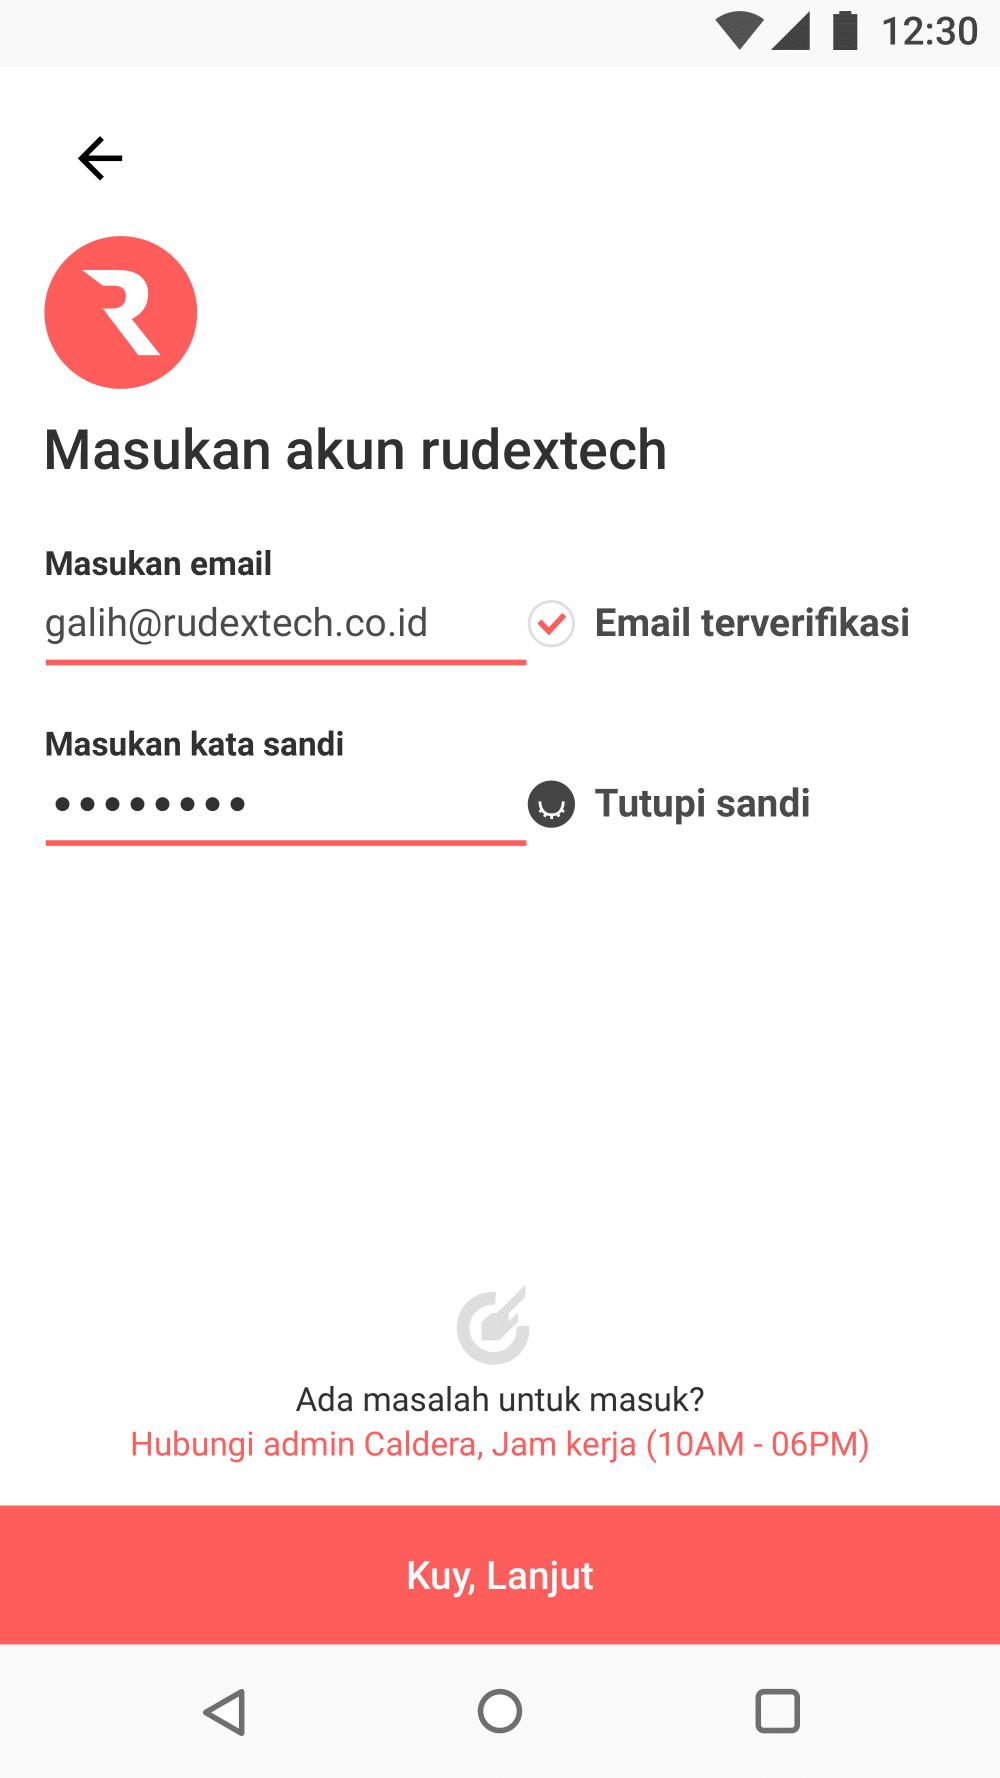 12:30
Masukan akun rudextech
Masukan email
galih@rudextech.co.id
Email terverifikasi
Masukan kata sandi
••••••••
Tutupi sandi
Ada masalah untuk masuk?
Hubungi admin Caldera, Jam kerja (10AM - 06PM)
Kuy, Lanjut